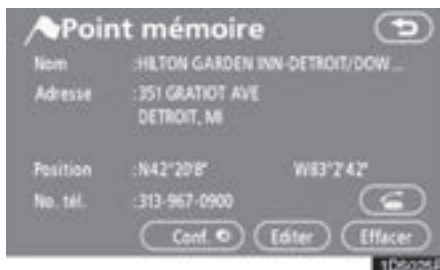 Point mémoire
Nom :HILTON GARDEN INN-DETROIT/DOW...
Adresse :351 GRATIOT AVE
DETROIT, MI
Position :N42°20'8" W83°2'42"
No. tél. :313-967-0900
Conf. Editer Effacer